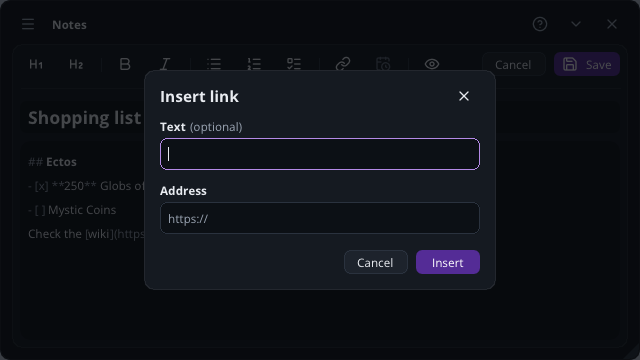 Notes
H1 H2 B I Cancel Save
Shopping list
## Ectos
- [x] **250** Globs of
- [ ] Mystic Coins
Check the [wiki](https
Insert link
Text (optional)
Address
https://
Cancel Insert